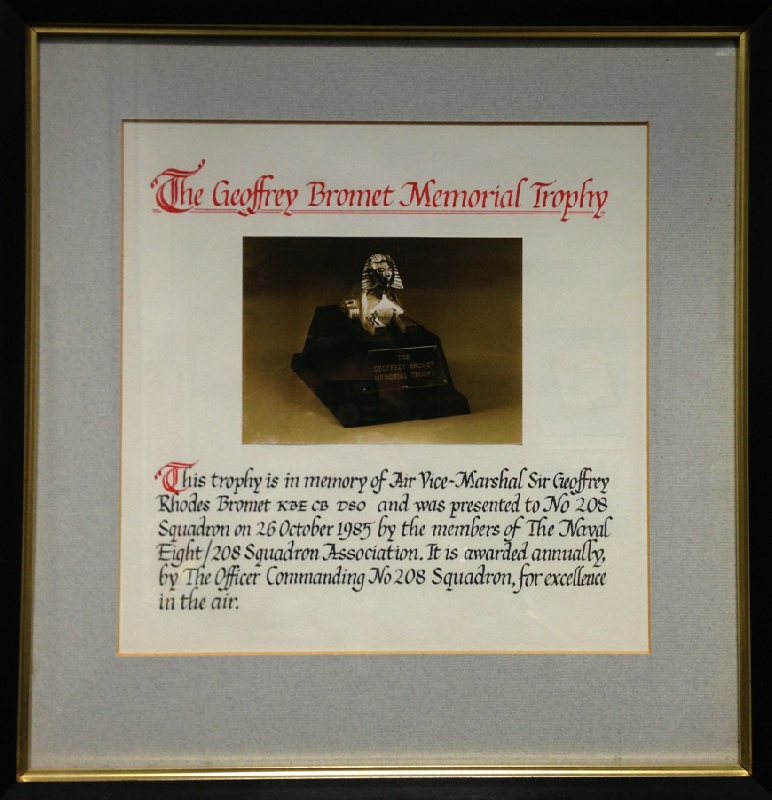 The Geoffrey Bromet Memorial Trophy
THE
GEOFFREY BROMET
MEMORIAL TROPHY
This trophy is in memory of Air Vice-Marshal Sir Geoffrey
Rhodes Bromet KBE CB DSO and was presented to No 208
Squadron on 26 October 1985 by the members of The Naval
Eight/208 Squadron Association. It is awarded annually,
by The Officer Commanding No 208 Squadron, for excellence
in the air.